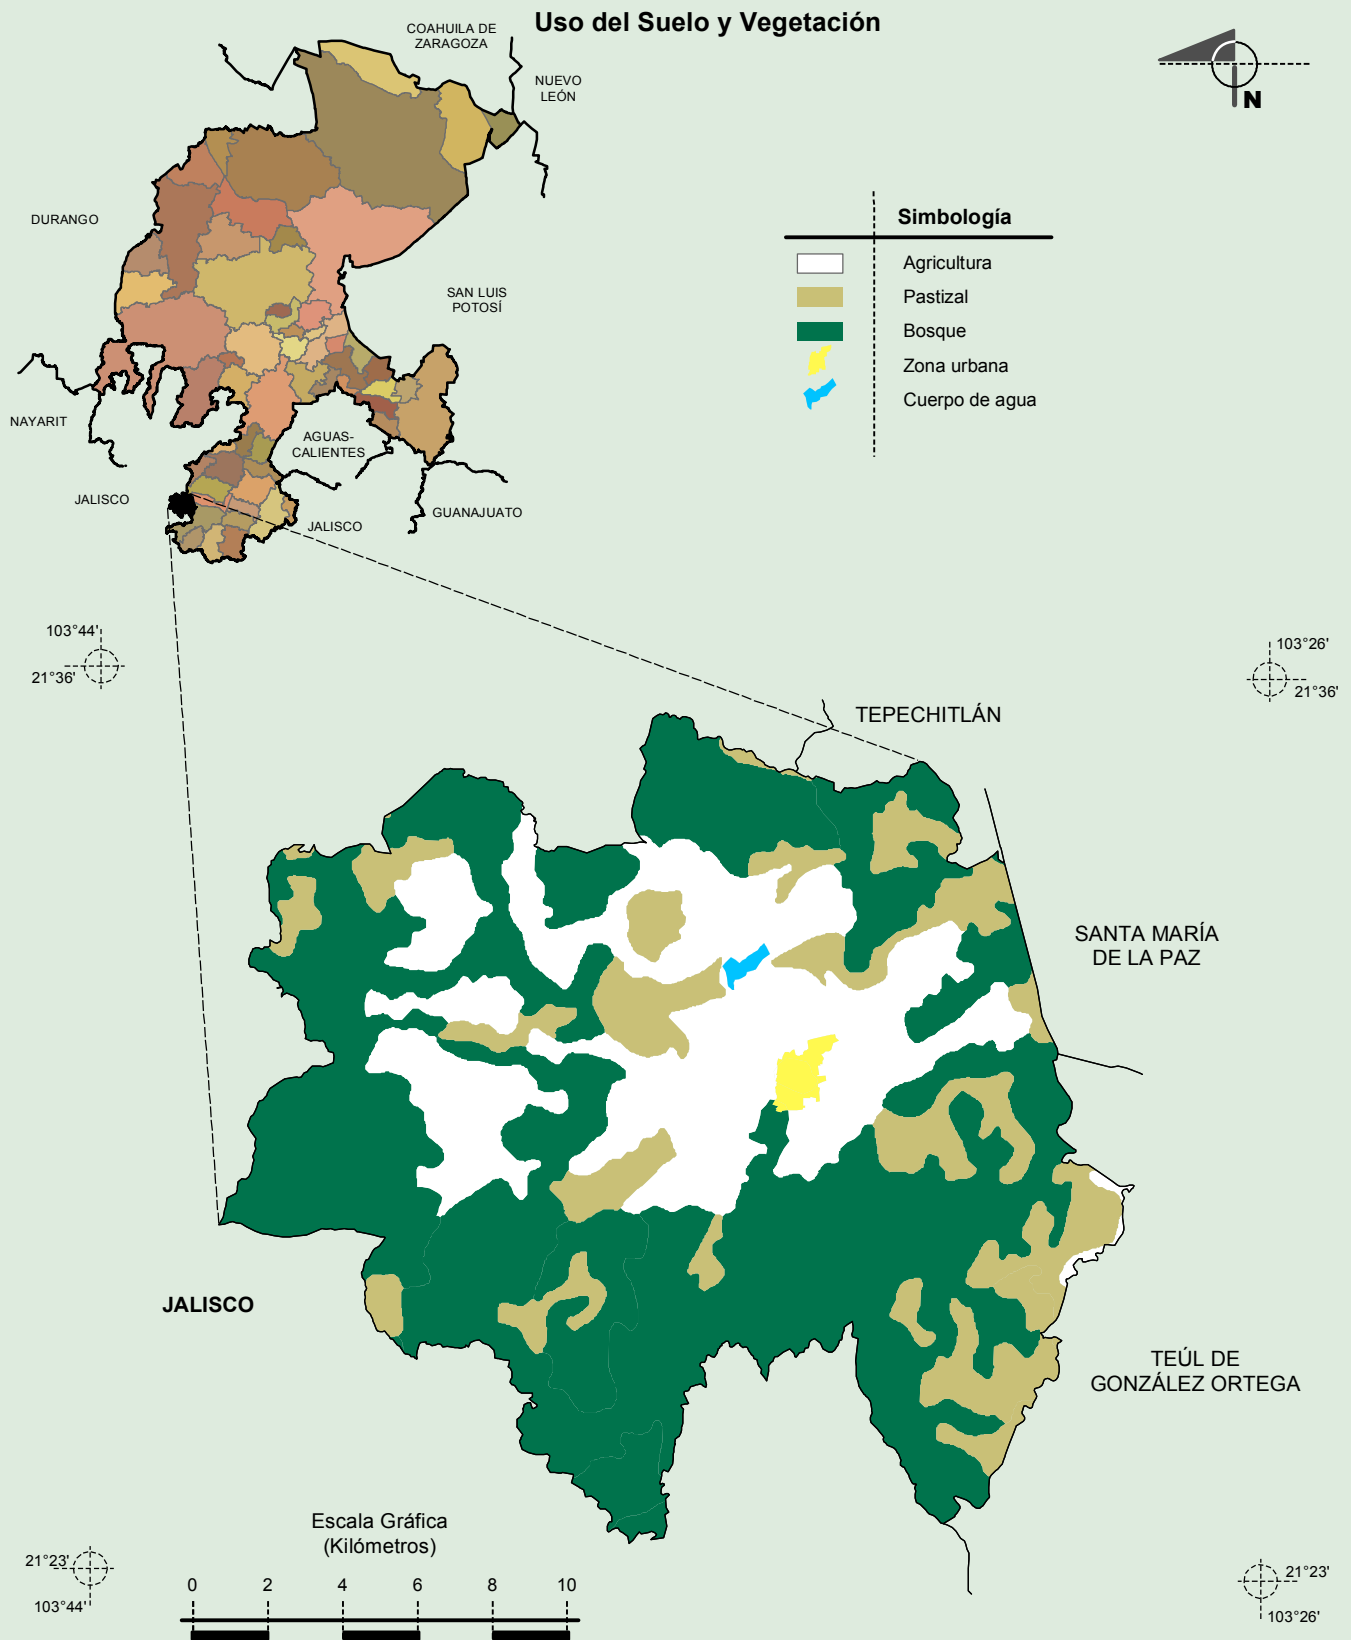 Uso del Suelo y Vegetación
COAHUILA DE
ZARAGOZA
NUEVO
LEÓN
N
DURANGO
SAN LUIS
POTOSÍ
NAYARIT
AGUAS-
CALIENTES
JALISCO
JALISCO
GUANAJUATO
Simbología
Agricultura
Pastizal
Bosque
Zona urbana
Cuerpo de agua
103°44'
21°36'
103°26'
21°36'
TEPECHITLÁN
SANTA MARÍA
DE LA PAZ
JALISCO
TEÚL DE
GONZÁLEZ ORTEGA
Escala Gráfica
(Kilómetros)
0 2 4 6 8 10
21°23'
103°44'
21°23'
103°26'